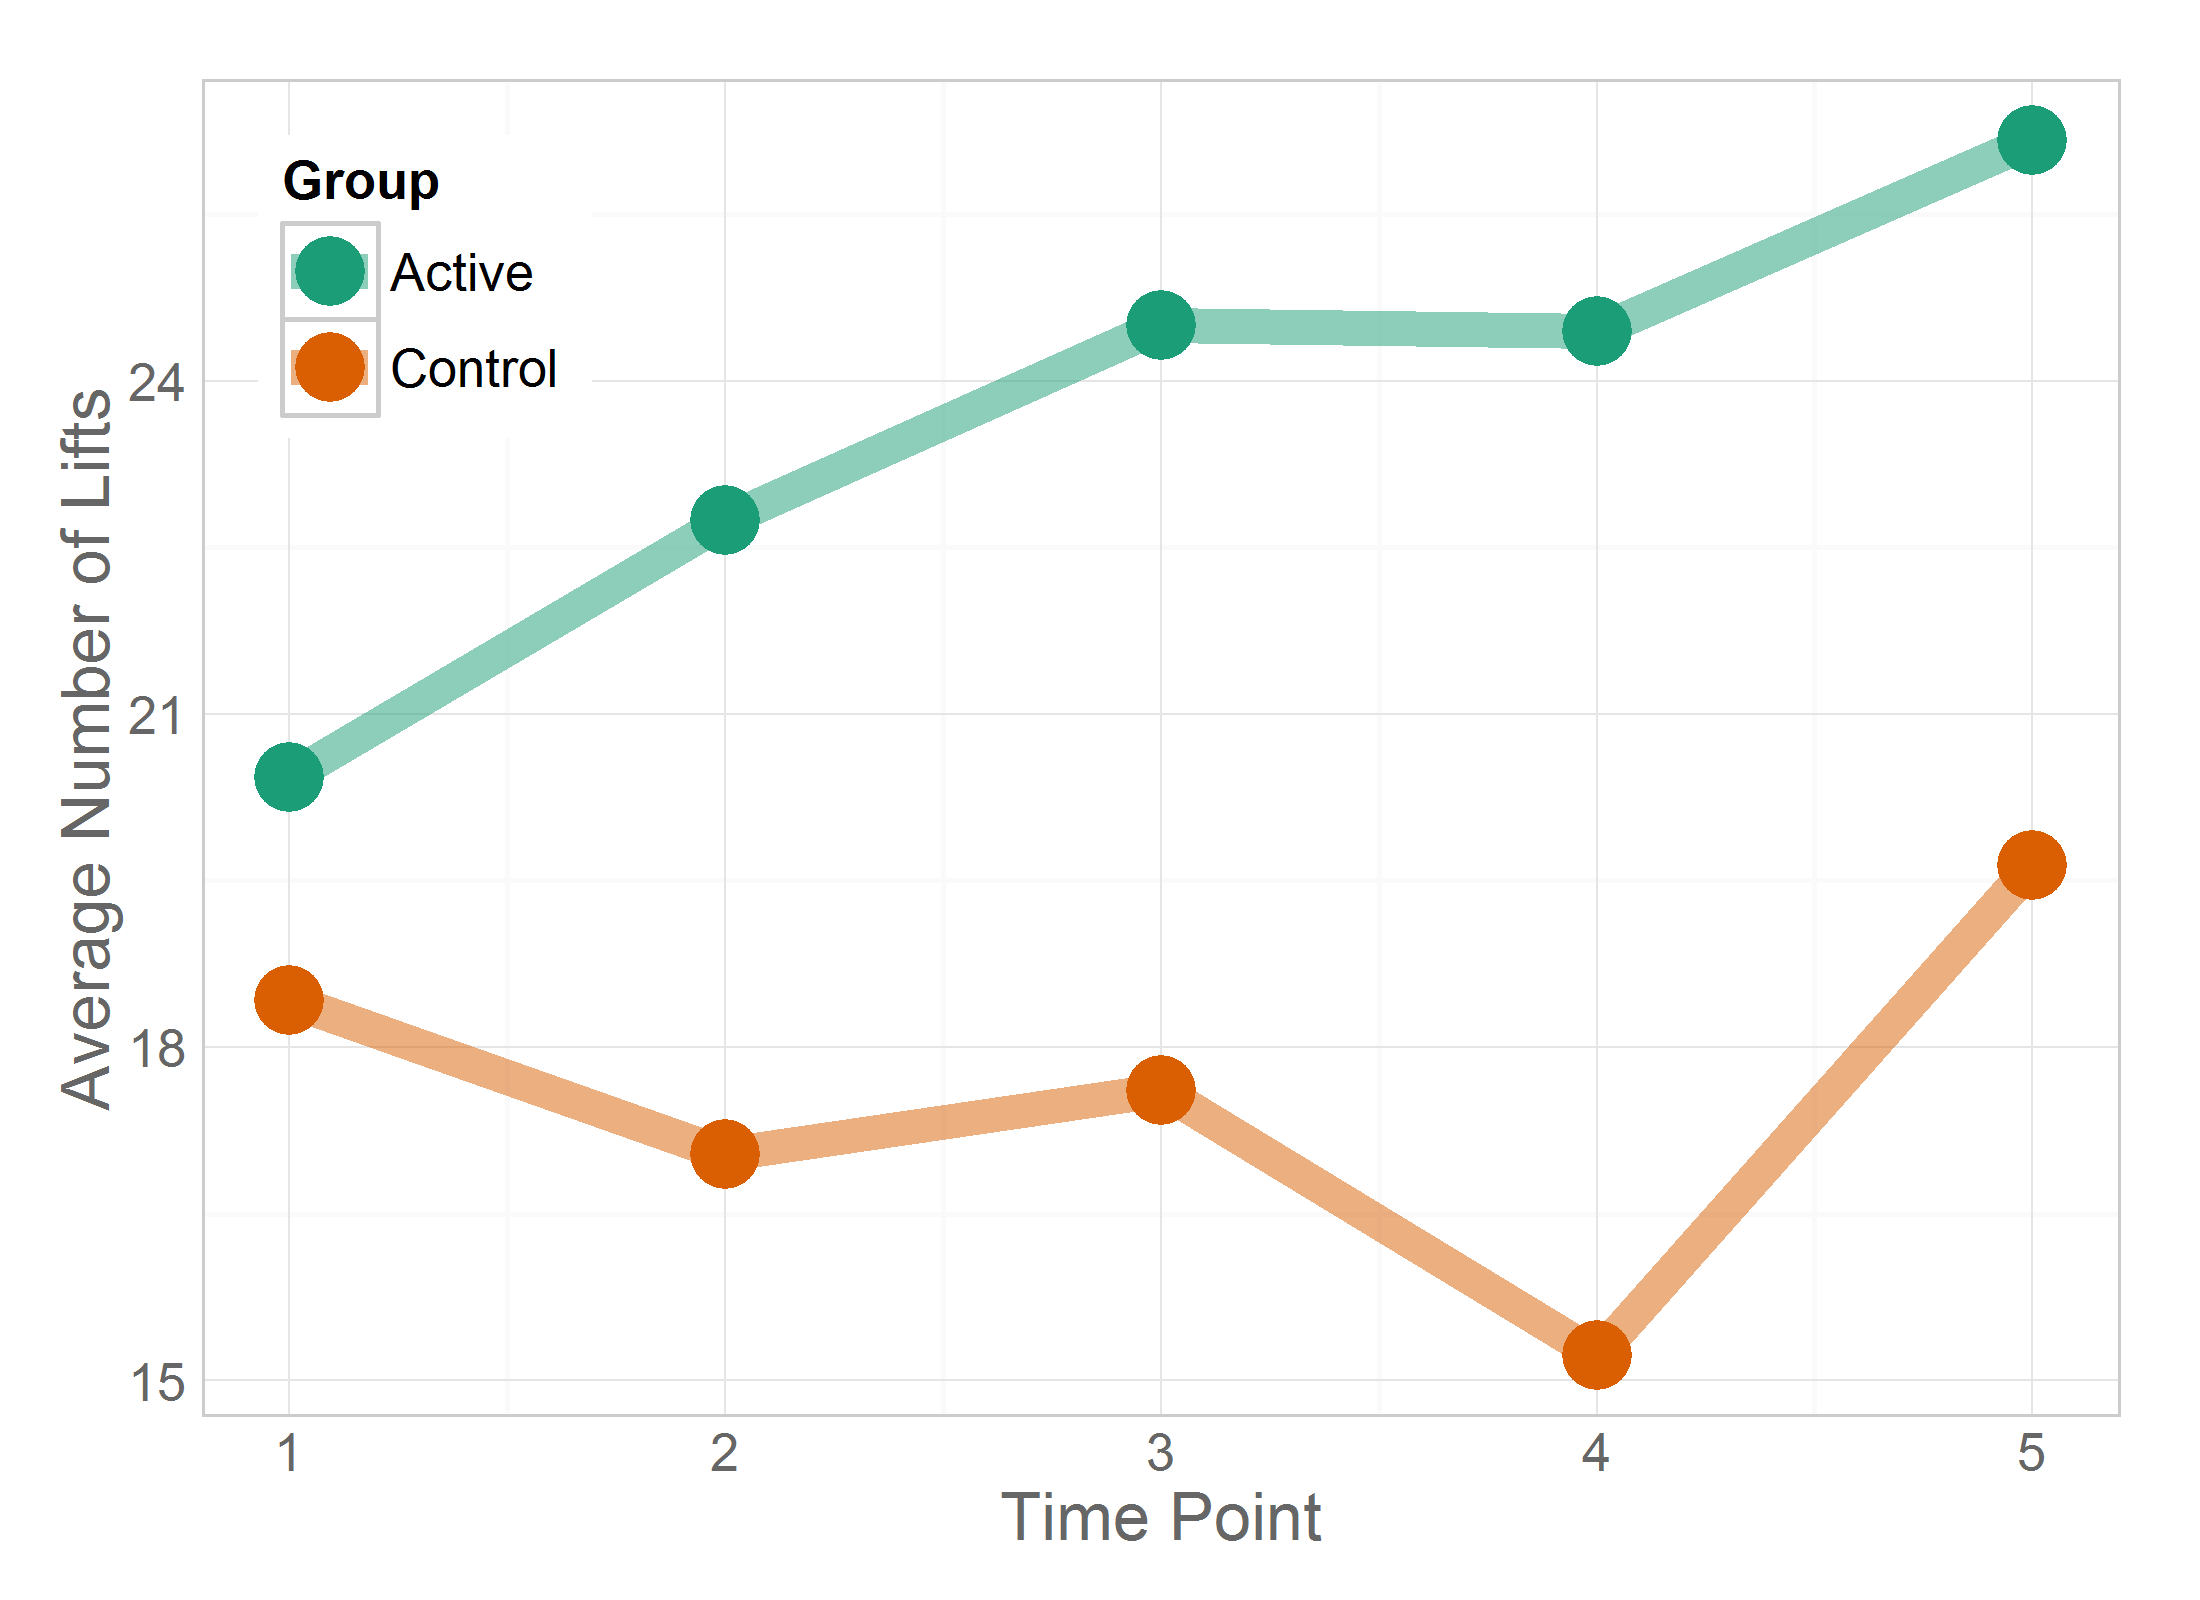 Group
Active
Control
Average Number of Lifts
24
21
18
15
1 2 3 4 5
Time Point